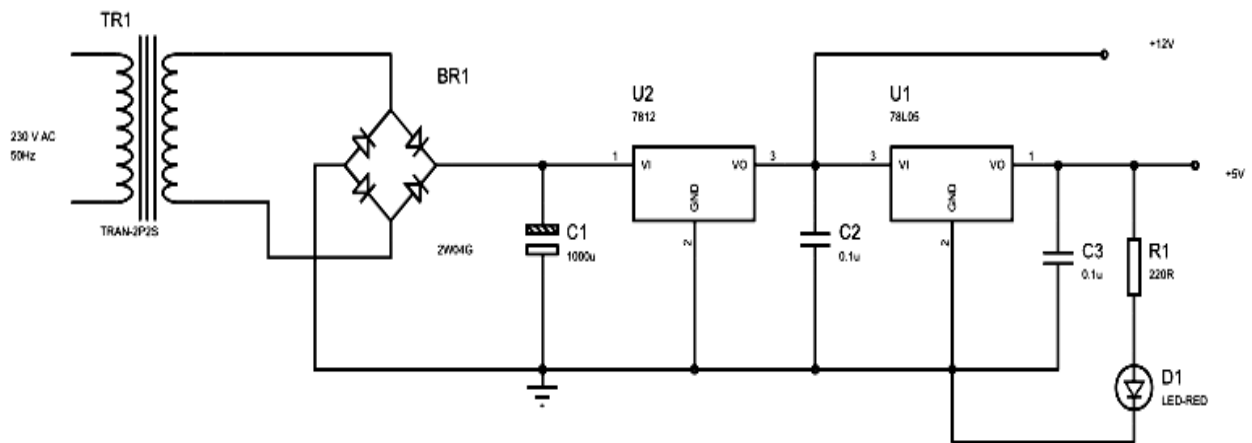 TR1
230 V AC
50Hz
TRAN-2P2S
BR1
2W04G
C1
1000u
U2
7812
1
VI
VO
3
GND
2
C2
0.1u
U1
78L05
3
VI
VO
1
GND
2
C3
0.1u
R1
220R
D1
LED-RED
+12V
+5V